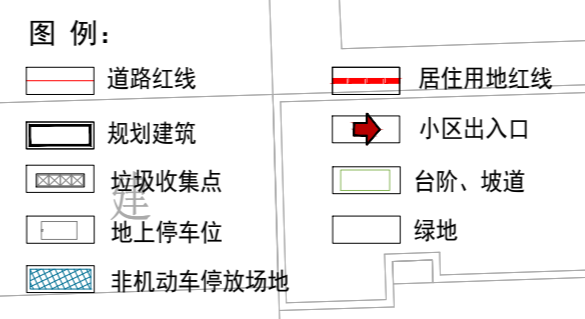 图 例：
道路红线 居住用地红线
规划建筑 小区出入口
垃圾收集点 台阶、坡道
建
地上停车位 绿地
非机动车停放场地